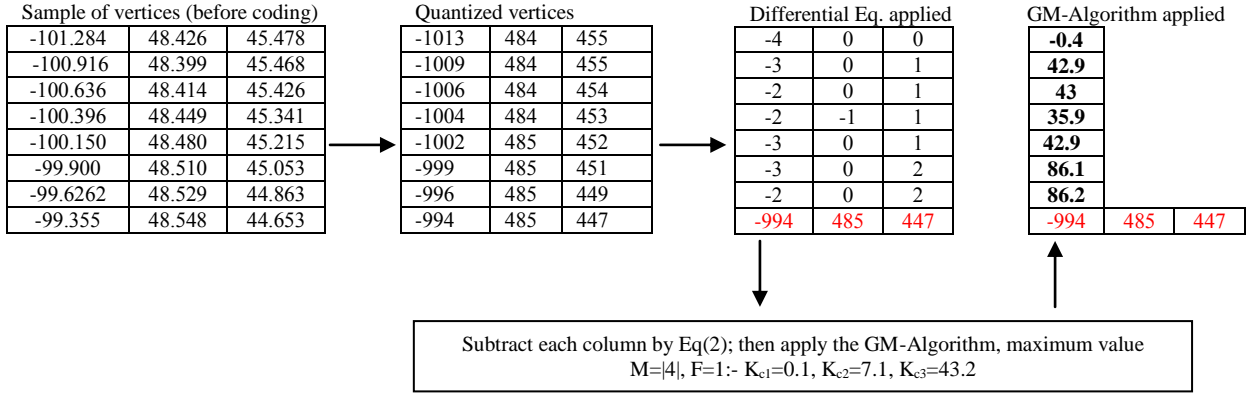 Sample of vertices (before coding) Quantized vertices Differential Eq. applied GM-Algorithm applied
-101.284 48.426 45.478 -1013 484 455 -4 0 0 -0.4
-100.916 48.399 45.468 -1009 484 455 -3 0 1 42.9
-100.636 48.414 45.426 -1006 484 454 -2 0 1 43
-100.396 48.449 45.341 -1004 484 453 -2 -1 1 35.9
-100.150 48.480 45.215 -1002 485 452 -3 0 1 42.9
-99.900 48.510 45.053 -999 485 451 -3 0 2 86.1
-99.6262 48.529 44.863 -996 485 449 -2 0 2 86.2
-99.355 48.548 44.653 -994 485 447 -994 485 447 -994 485 447
Subtract each column by Eq(2); then apply the GM-Algorithm, maximum value
M=|4|, F=1:- Kc1=0.1, Kc2=7.1, Kc3=43.2